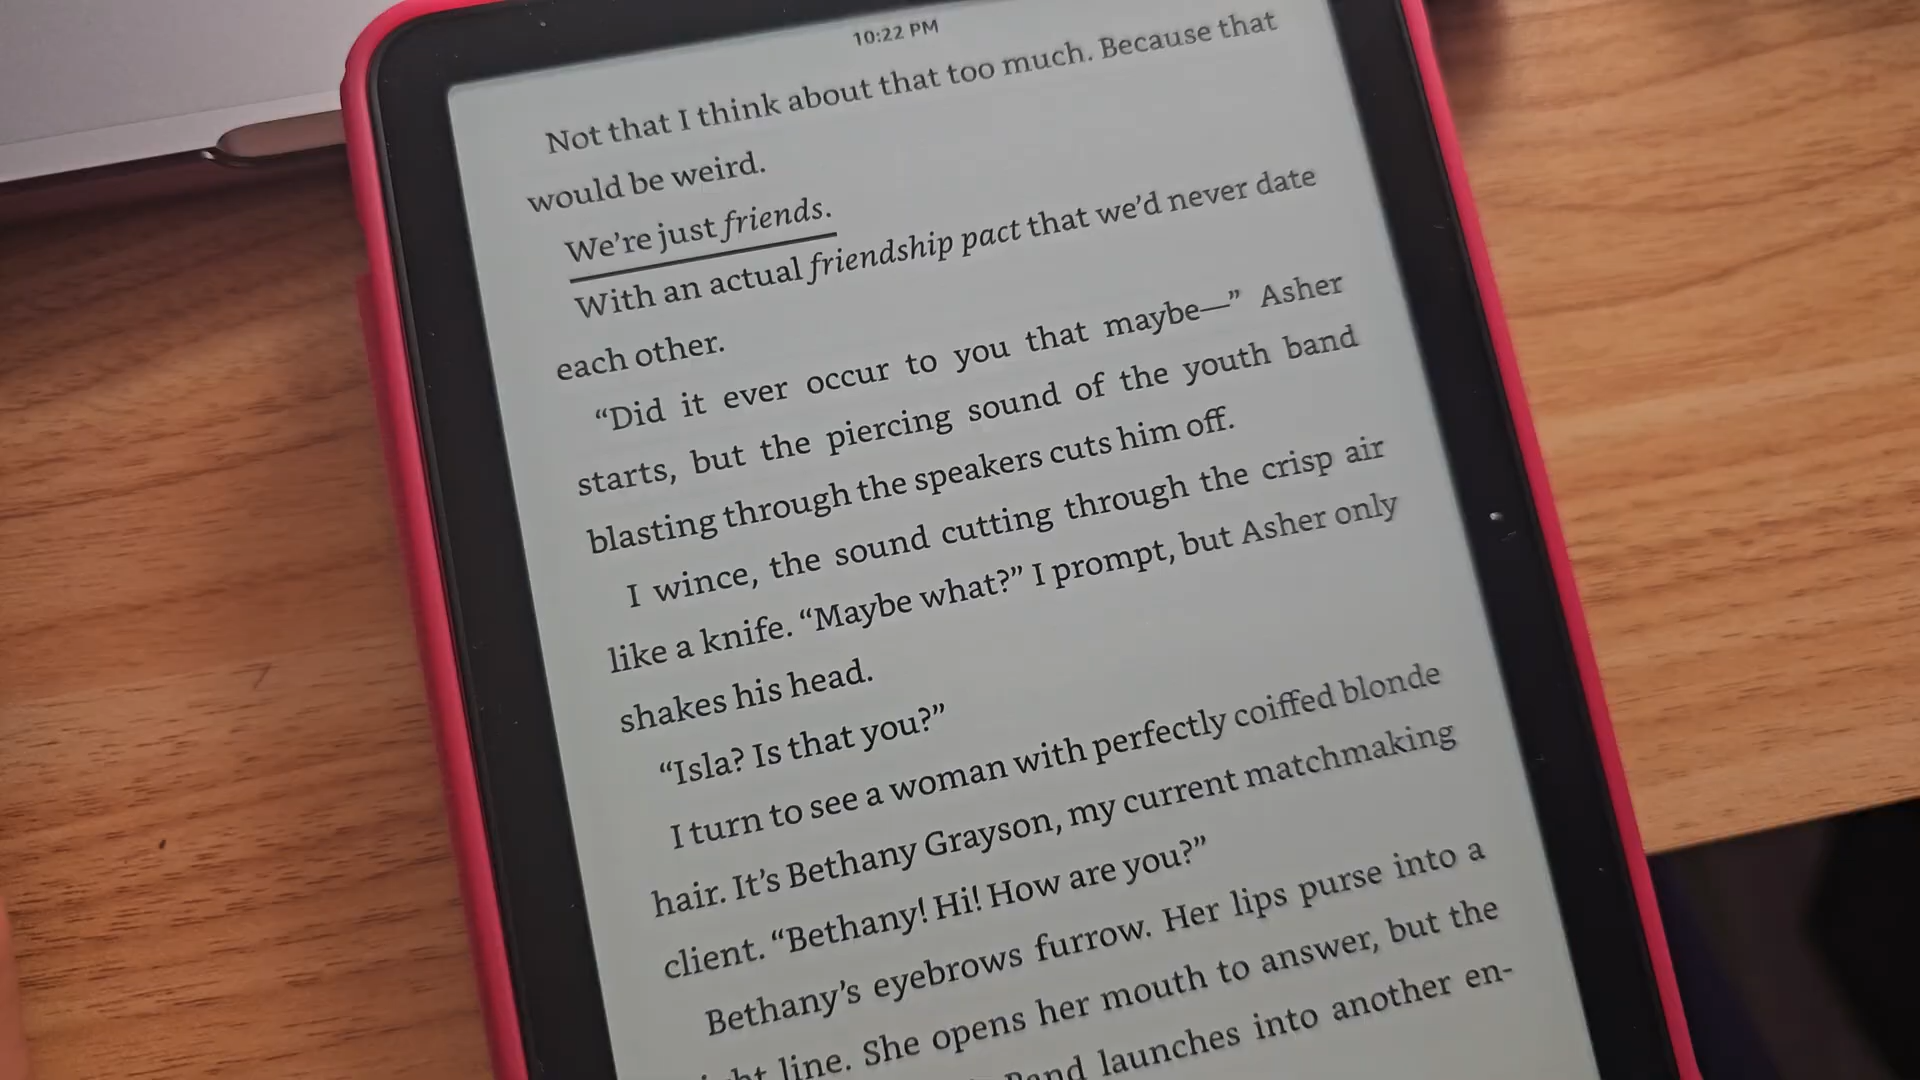 10:22 PM
Not that I think about that too much. Because that
would be weird.
We're just friends.
With an actual friendship pact that we'd never date
each other.
“Did it ever occur to you that maybe—” Asher
starts, but the piercing sound of the youth band
blasting through the speakers cuts him off.
I wince, the sound cutting through the crisp air
like a knife. “Maybe what?” I prompt, but Asher only
shakes his head.
“Isla? Is that you?”
I turn to see a woman with perfectly coiffed blonde
hair. It's Bethany Grayson, my current matchmaking
client. “Bethany! Hi! How are you?”
Bethany's eyebrows furrow. Her lips purse into a
line. She opens her mouth to answer, but the
Band launches into another en-